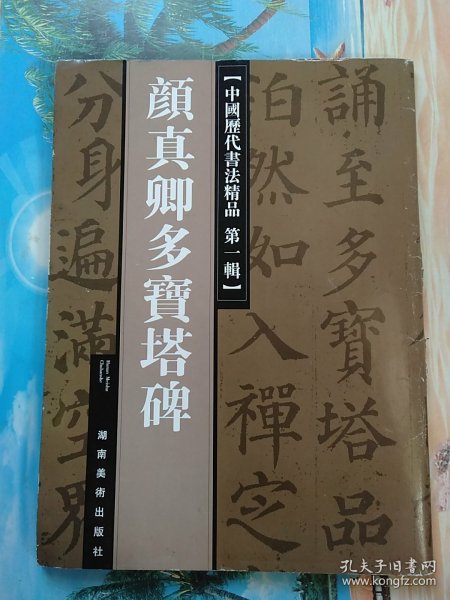 誦至多寶塔品
怕然如入禪定
【中國歷代書法精品 第一輯】
顔真卿多寶塔碑
分身遍滿空界
湖南美術出版社
孔夫子旧书网
www.kongfz.com